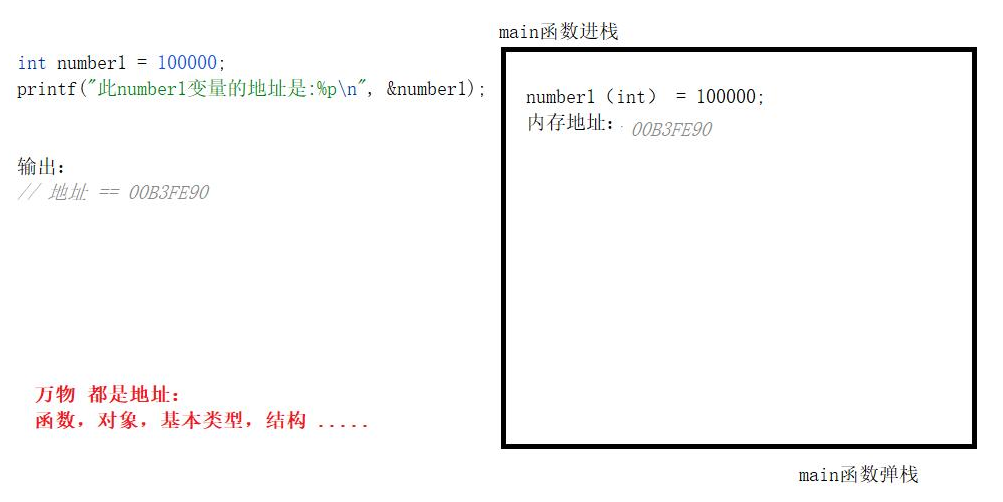 int number1 = 100000;
printf("此number1变量的地址是:%p\n", &number1);
输出：
// 地址 == 00B3FE90
万物 都是地址：
函数，对象，基本类型，结构 .....
main函数进栈
number1（int） = 100000;
内存地址： 00B3FE90
main函数弹栈